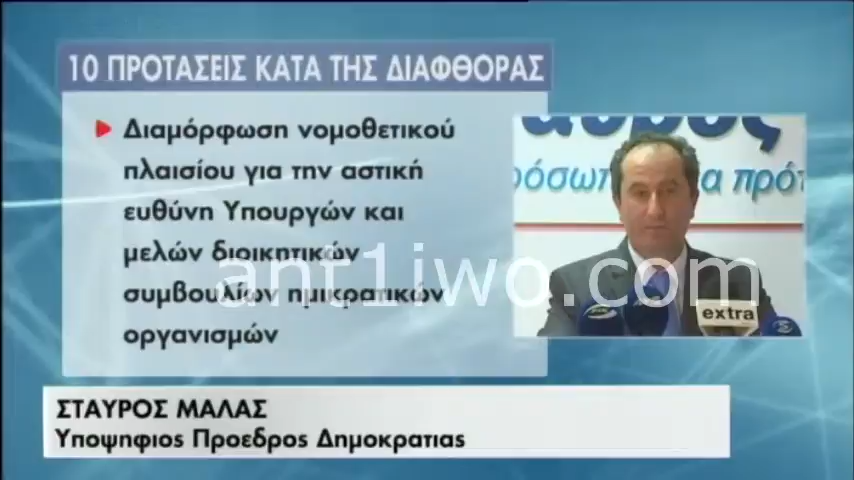 10 ΠΡΟΤΑΣΕΙΣ ΚΑΤΑ ΤΗΣ ΔΙΑΦΘΟΡΑΣ
Διαμόρφωση νομοθετικού
πλαισίου για την αστική
ευθύνη Υπουργών και
μελών διοικητικών
συμβουλίων ημικρατικών
οργανισμών
ant1iwo.com
extra
ΣΤΑΥΡΟΣ ΜΑΛΑΣ
Υποψηφιος Προεδρος Δημοκρατιας